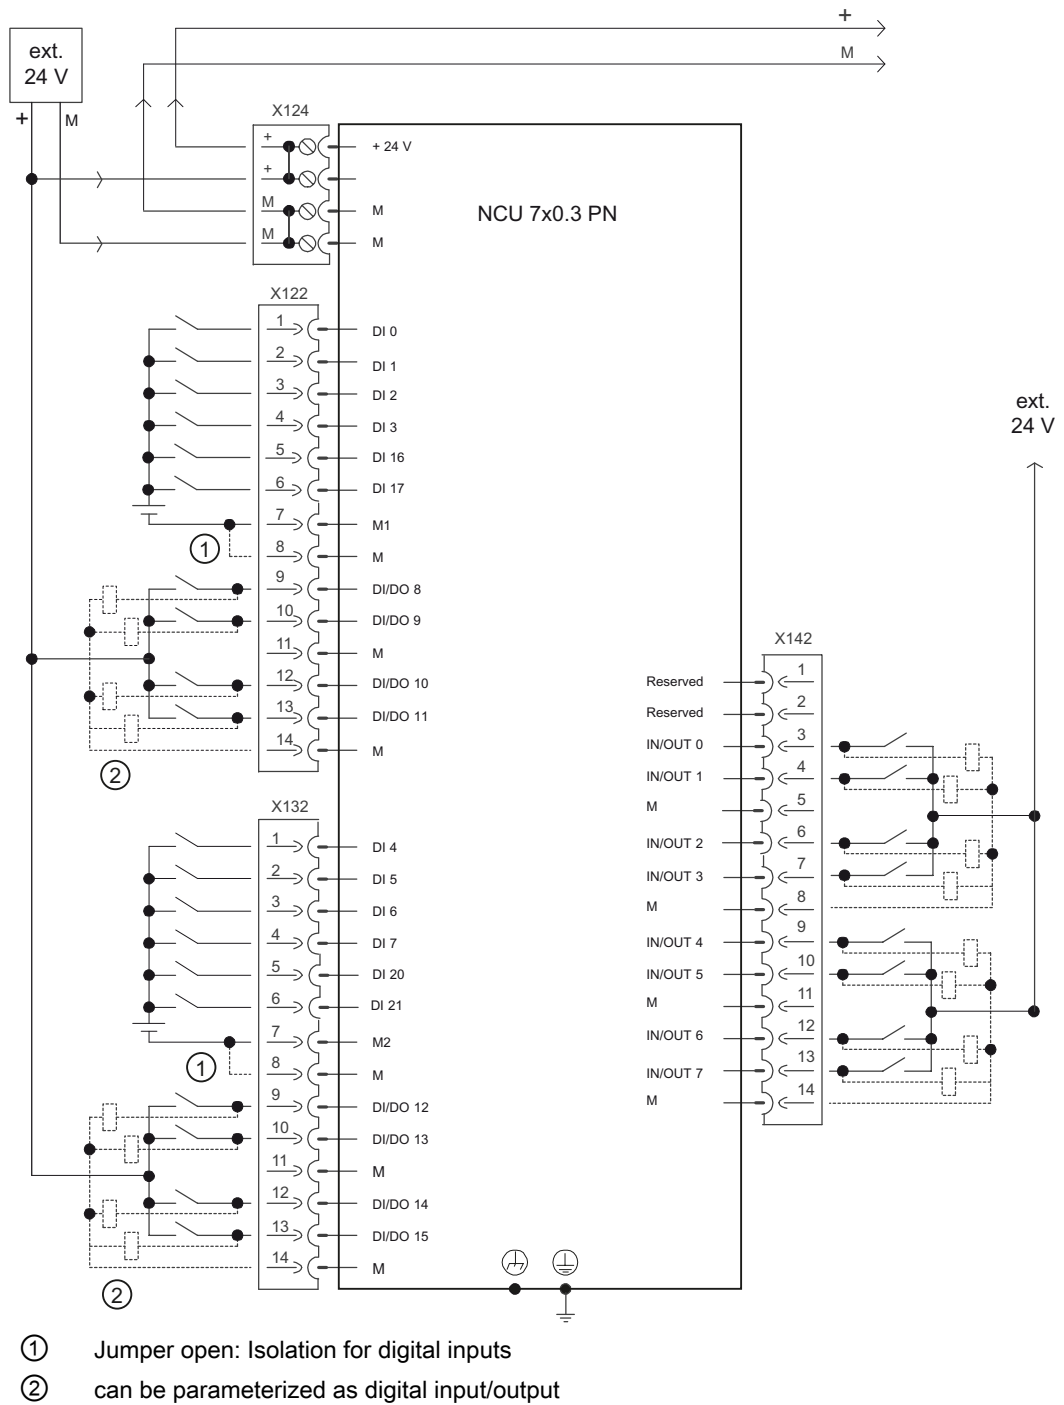 +
M
ext.
24 V
+ M
X124
+ + 24 V
+
M M
M M
NCU 7x0.3 PN
X122
1 DI 0
2 DI 1
3 DI 2
4 DI 3
5 DI 16
6 DI 17
7 M1
1
8 M
9 DI/DO 8
10 DI/DO 9
11 M
12 DI/DO 10
13 DI/DO 11
14 M
2
X132
1 DI 4
2 DI 5
3 DI 6
4 DI 7
5 DI 20
6 DI 21
7 M2
1
8 M
9 DI/DO 12
10 DI/DO 13
11 M
12 DI/DO 14
13 DI/DO 15
14 M
2
ext.
24 V
X142
Reserved 1
Reserved 2
IN/OUT 0 3
IN/OUT 1 4
M 5
IN/OUT 2 6
IN/OUT 3 7
M 8
IN/OUT 4 9
IN/OUT 5 10
M 11
IN/OUT 6 12
IN/OUT 7 13
M 14
1 Jumper open: Isolation for digital inputs
2 can be parameterized as digital input/output